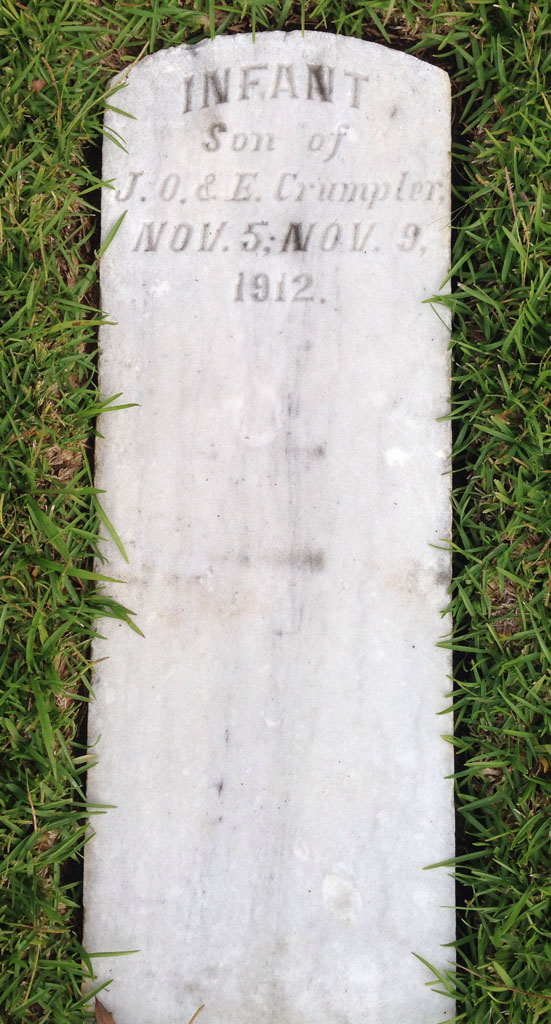 INFANT
Son of
J. O. & E. Crumpler,
NOV. 5; NOV. 9,
1912.